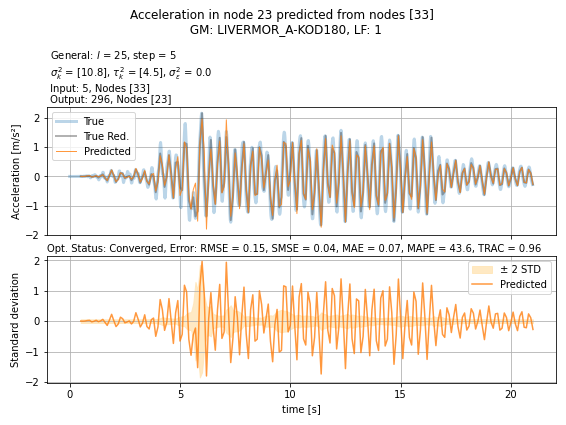 Acceleration in node 23 predicted from nodes [33]
GM: LIVERMOR_A-KOD180, LF: 1
General: l = 25, step = 5
σ²ₖ = [10.8], τ²ₖ = [4.5], σ²ε = 0.0
Input: 5, Nodes [33]
Output: 296, Nodes [23]
True
True Red.
Predicted
Acceleration [m/s²]
2
1
0
−1
−2
Opt. Status: Converged, Error: RMSE = 0.15, SMSE = 0.04, MAE = 0.07, MAPE = 43.6, TRAC = 0.96
± 2 STD
Predicted
Standard deviation
2
1
0
−1
−2
0 5 10 15 20
time [s]